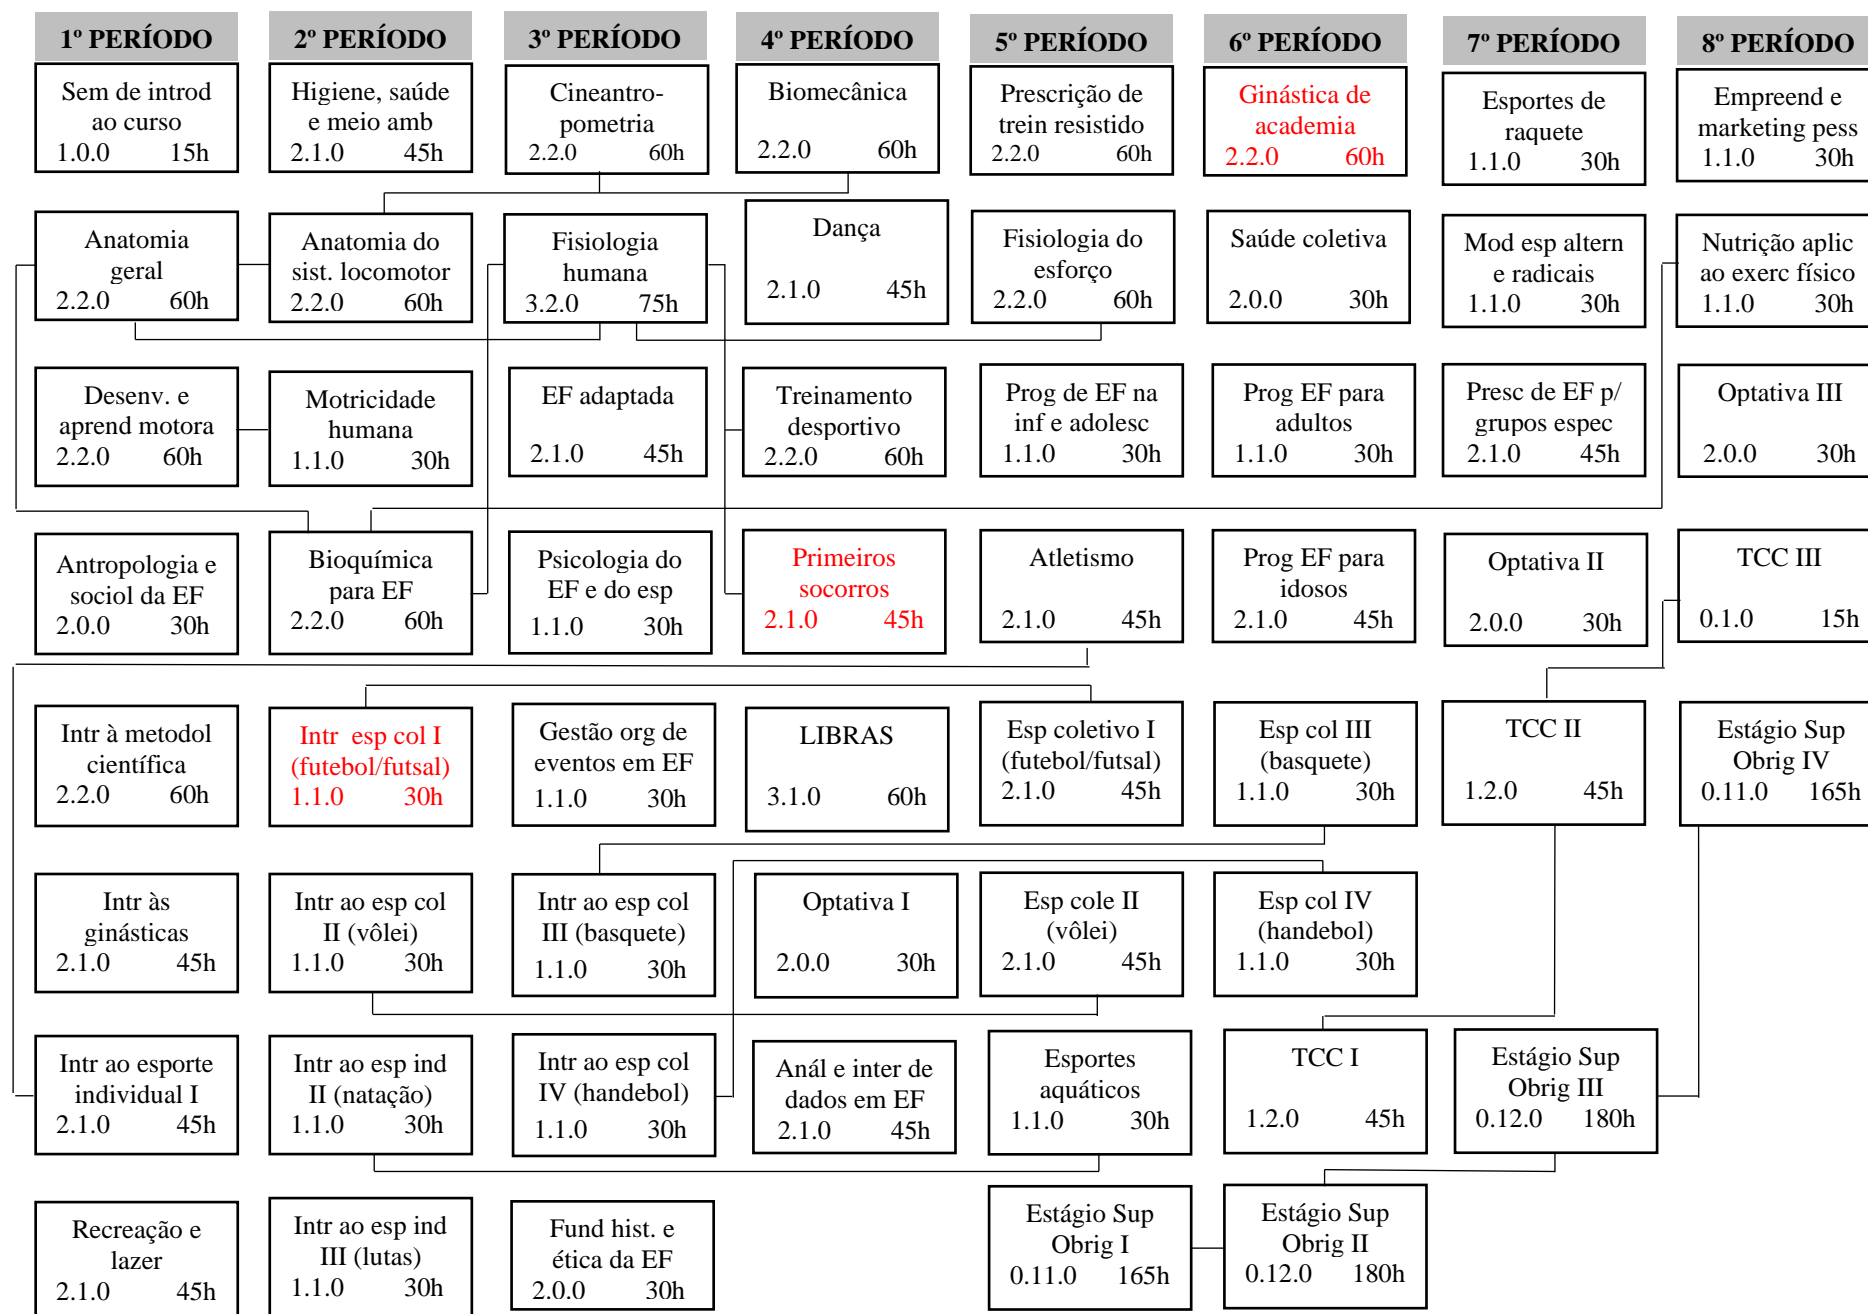 1º PERÍODO
2º PERÍODO
3º PERÍODO
4º PERÍODO
5º PERÍODO
6º PERÍODO
7º PERÍODO
8º PERÍODO
Sem de introd
ao curso
1.0.0 15h
Higiene, saúde
e meio amb
2.1.0 45h
Cineantro-
pometria
2.2.0 60h
Biomecânica
2.2.0 60h
Prescrição de
trein resistido
2.2.0 60h
Ginástica de
academia
2.2.0 60h
Esportes de
raquete
1.1.0 30h
Empreend e
marketing pess
1.1.0 30h
Anatomia
geral
2.2.0 60h
Anatomia do
sist. locomotor
2.2.0 60h
Fisiologia
humana
3.2.0 75h
Dança
2.1.0 45h
Fisiologia do
esforço
2.2.0 60h
Saúde coletiva
2.0.0 30h
Mod esp altern
e radicais
1.1.0 30h
Nutrição aplic
ao exerc físico
1.1.0 30h
Desenv. e
aprend motora
2.2.0 60h
Motricidade
humana
1.1.0 30h
EF adaptada
2.1.0 45h
Treinamento
desportivo
2.2.0 60h
Prog de EF na
inf e adolesc
1.1.0 30h
Prog EF para
adultos
1.1.0 30h
Presc de EF p/
grupos espec
2.1.0 45h
Optativa III
2.0.0 30h
Antropologia e
sociol da EF
2.0.0 30h
Bioquímica
para EF
2.2.0 60h
Psicologia do
EF e do esp
1.1.0 30h
Primeiros
socorros
2.1.0 45h
Atletismo
2.1.0 45h
Prog EF para
idosos
2.1.0 45h
Optativa II
2.0.0 30h
TCC III
0.1.0 15h
Intr à metodol
científica
2.2.0 60h
Intr esp col I
(futebol/futsal)
1.1.0 30h
Gestão org de
eventos em EF
1.1.0 30h
LIBRAS
3.1.0 60h
Esp coletivo I
(futebol/futsal)
2.1.0 45h
Esp col III
(basquete)
1.1.0 30h
TCC II
1.2.0 45h
Estágio Sup
Obrig IV
0.11.0 165h
Intr às
ginásticas
2.1.0 45h
Intr ao esp col
II (vôlei)
1.1.0 30h
Intr ao esp col
III (basquete)
1.1.0 30h
Optativa I
2.0.0 30h
Esp cole II
(vôlei)
2.1.0 45h
Esp col IV
(handebol)
1.1.0 30h
Intr ao esporte
individual I
2.1.0 45h
Intr ao esp ind
II (natação)
1.1.0 30h
Intr ao esp col
IV (handebol)
1.1.0 30h
Anál e inter de
dados em EF
2.1.0 45h
Esportes
aquáticos
1.1.0 30h
TCC I
1.2.0 45h
Estágio Sup
Obrig III
0.12.0 180h
Recreação e
lazer
2.1.0 45h
Intr ao esp ind
III (lutas)
1.1.0 30h
Fund hist. e
ética da EF
2.0.0 30h
Estágio Sup
Obrig I
0.11.0 165h
Estágio Sup
Obrig II
0.12.0 180h